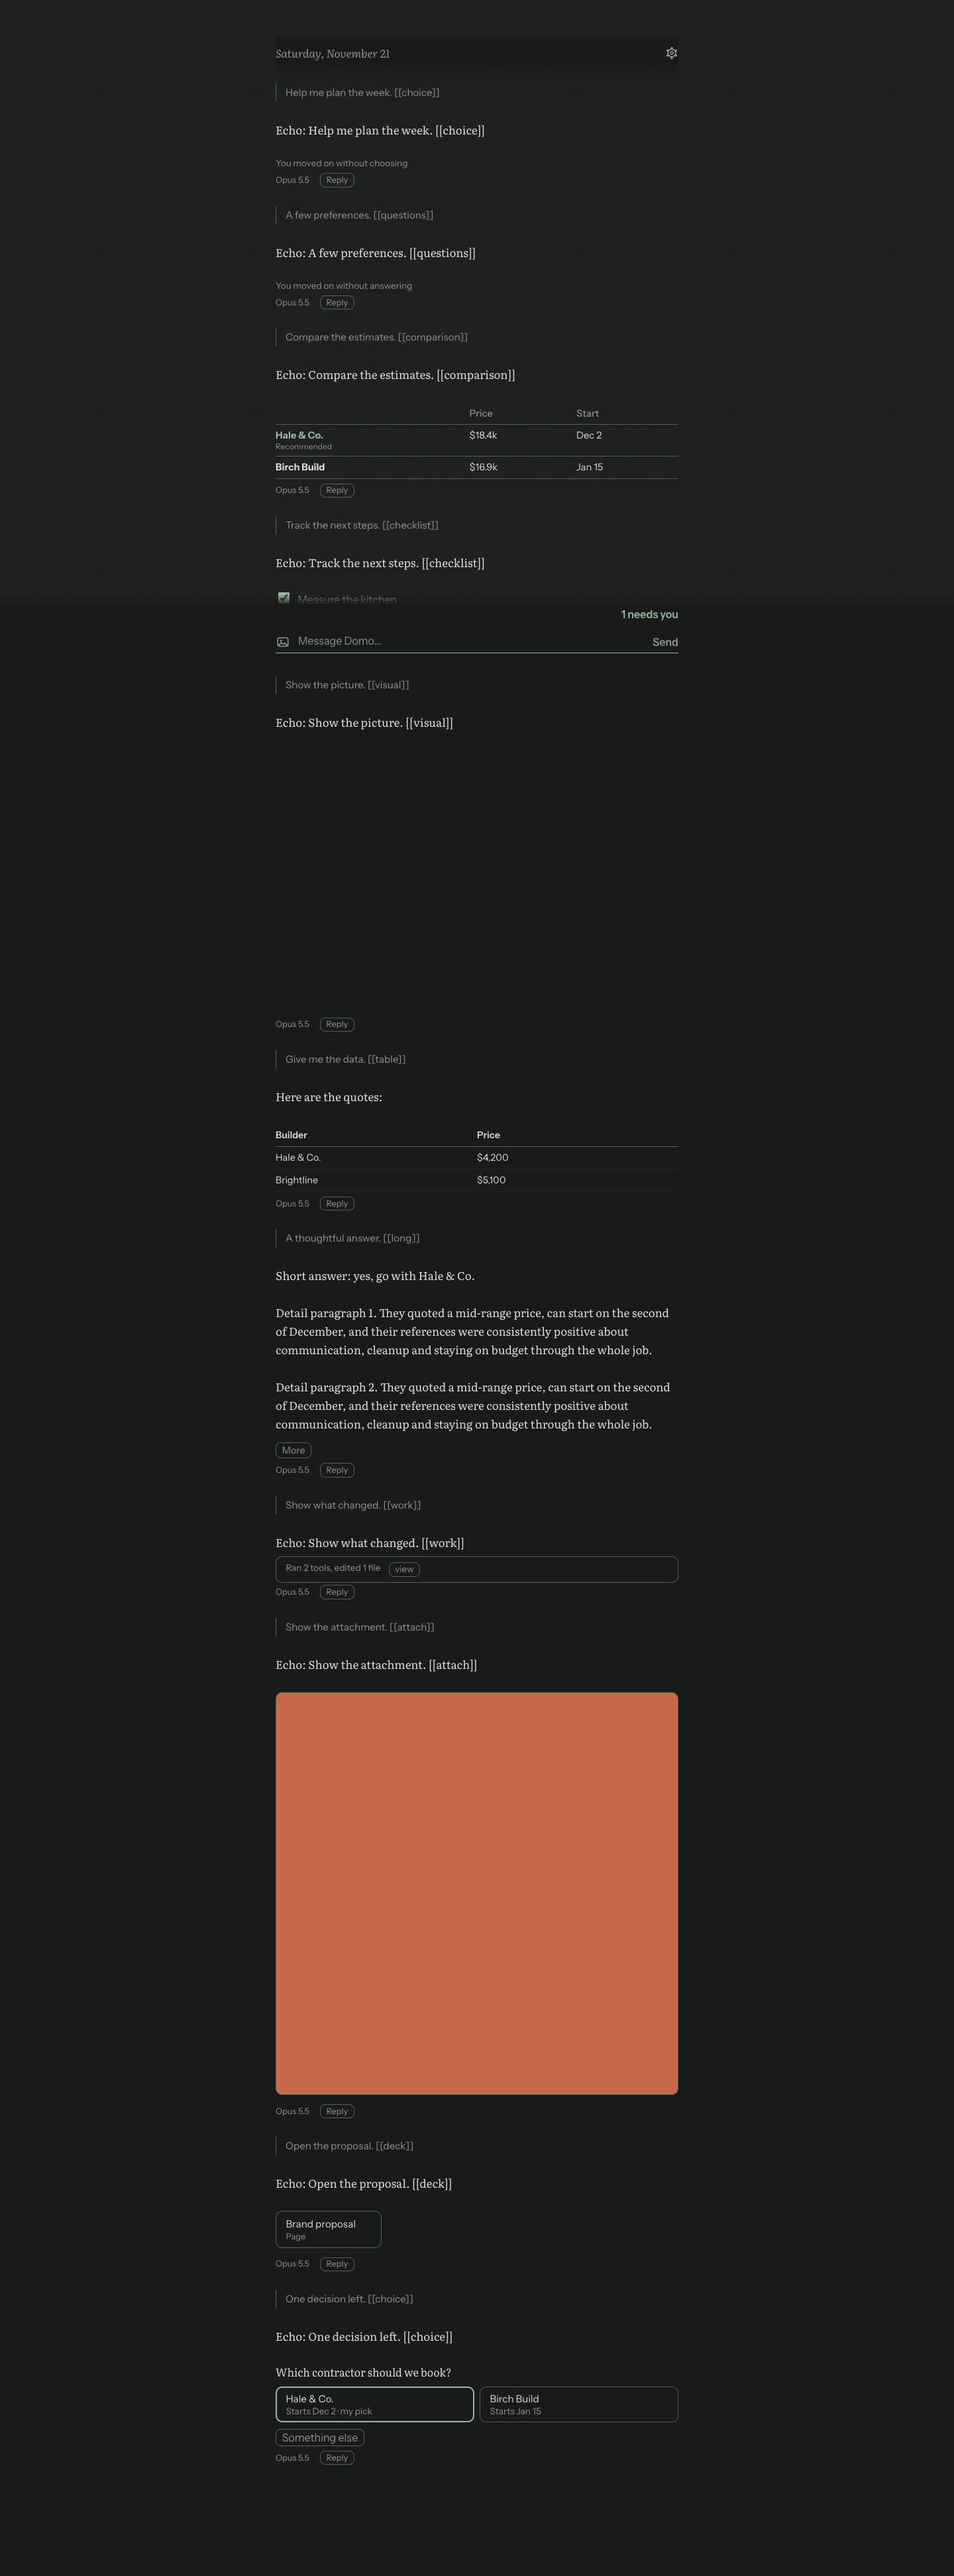 Saturday, November 21
Help me plan the week. [[choice]]
Echo: Help me plan the week. [[choice]]
You moved on without choosing
Opus 5.5 Reply
A few preferences. [[questions]]
Echo: A few preferences. [[questions]]
You moved on without answering
Opus 5.5 Reply
Compare the estimates. [[comparison]]
Echo: Compare the estimates. [[comparison]]
Price Start
Hale & Co. $18.4k Dec 2
Recommended
Birch Build $16.9k Jan 15
Opus 5.5 Reply
Track the next steps. [[checklist]]
Echo: Track the next steps. [[checklist]]
Measure the kitchen
1 needs you
Message Domo... Send
Show the picture. [[visual]]
Echo: Show the picture. [[visual]]
Opus 5.5 Reply
Give me the data. [[table]]
Here are the quotes:
Builder Price
Hale & Co. $4,200
Brightline $5,100
Opus 5.5 Reply
A thoughtful answer. [[long]]
Short answer: yes, go with Hale & Co.
Detail paragraph 1. They quoted a mid-range price, can start on the second
of December, and their references were consistently positive about
communication, cleanup and staying on budget through the whole job.
Detail paragraph 2. They quoted a mid-range price, can start on the second
of December, and their references were consistently positive about
communication, cleanup and staying on budget through the whole job.
More
Opus 5.5 Reply
Show what changed. [[work]]
Echo: Show what changed. [[work]]
Ran 2 tools, edited 1 file view
Opus 5.5 Reply
Show the attachment. [[attach]]
Echo: Show the attachment. [[attach]]
Opus 5.5 Reply
Open the proposal. [[deck]]
Echo: Open the proposal. [[deck]]
Brand proposal
Page
Opus 5.5 Reply
One decision left. [[choice]]
Echo: One decision left. [[choice]]
Which contractor should we book?
Hale & Co. Birch Build
Starts Dec 2 · my pick Starts Jan 15
Something else
Opus 5.5 Reply